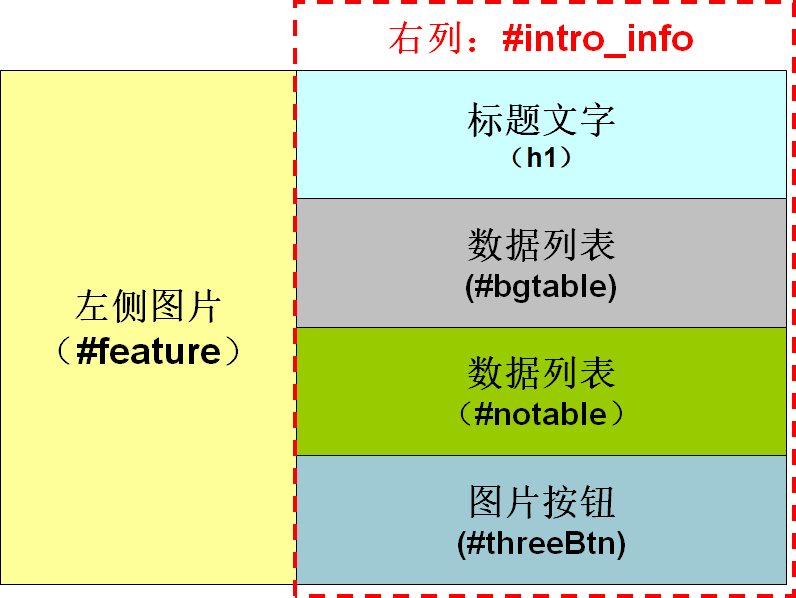 右列：#intro_info
标题文字
（h1）
数据列表
(#bgtable)
左侧图片
（#feature）
数据列表
（#notable）
图片按钮
(#threeBtn)